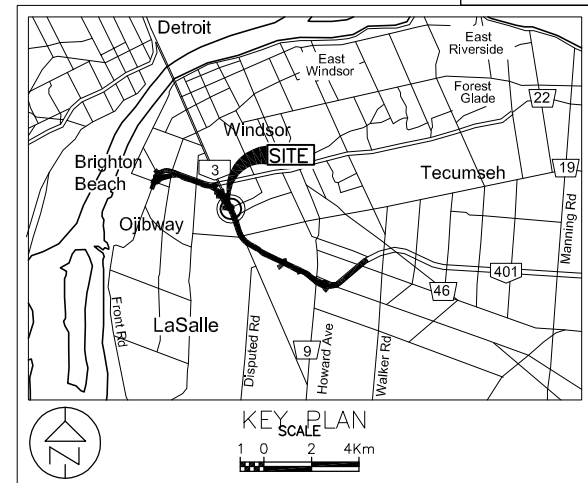 Detroit
East
Windsor
East
Riverside
Forest
Glade
22
Windsor
SITE
3
Brighton
Beach
Tecumseh
19
Ojibway
Manning Rd
401
46
Front Rd
LaSalle
Disputed Rd
9
Howard Ave
Walker Rd
N
KEY PLAN
SCALE
1 0 2 4Km